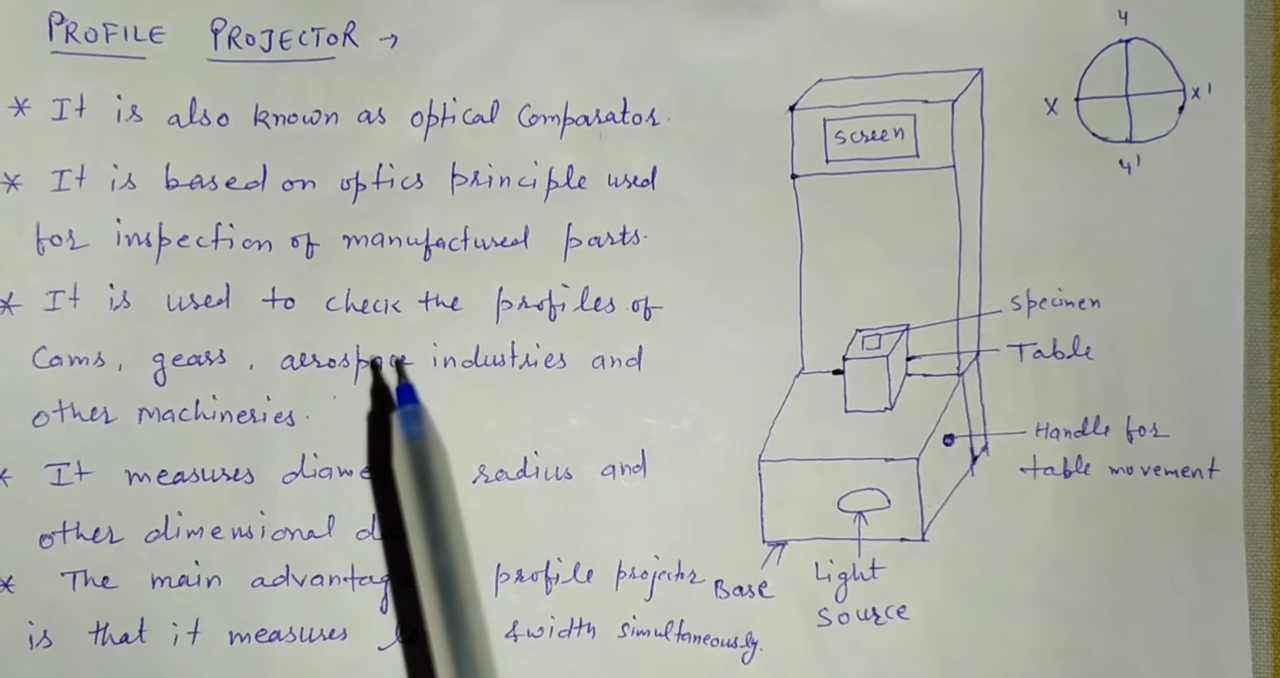 PROFILE PROJECTOR →
* It is also known as optical Comparator.
* It is based on optics principle used
for inspection of manufactured parts.
* It is used to check the profiles of
Cams, gears, aerospace industries and
other machineries.
* It measures radius and
other dimensional
* The main profile projector
is that it measures &width simultaneously.
Screen
Specimen
Table
Handle for
table movement
Base
Light
Source
y
x x'
y'